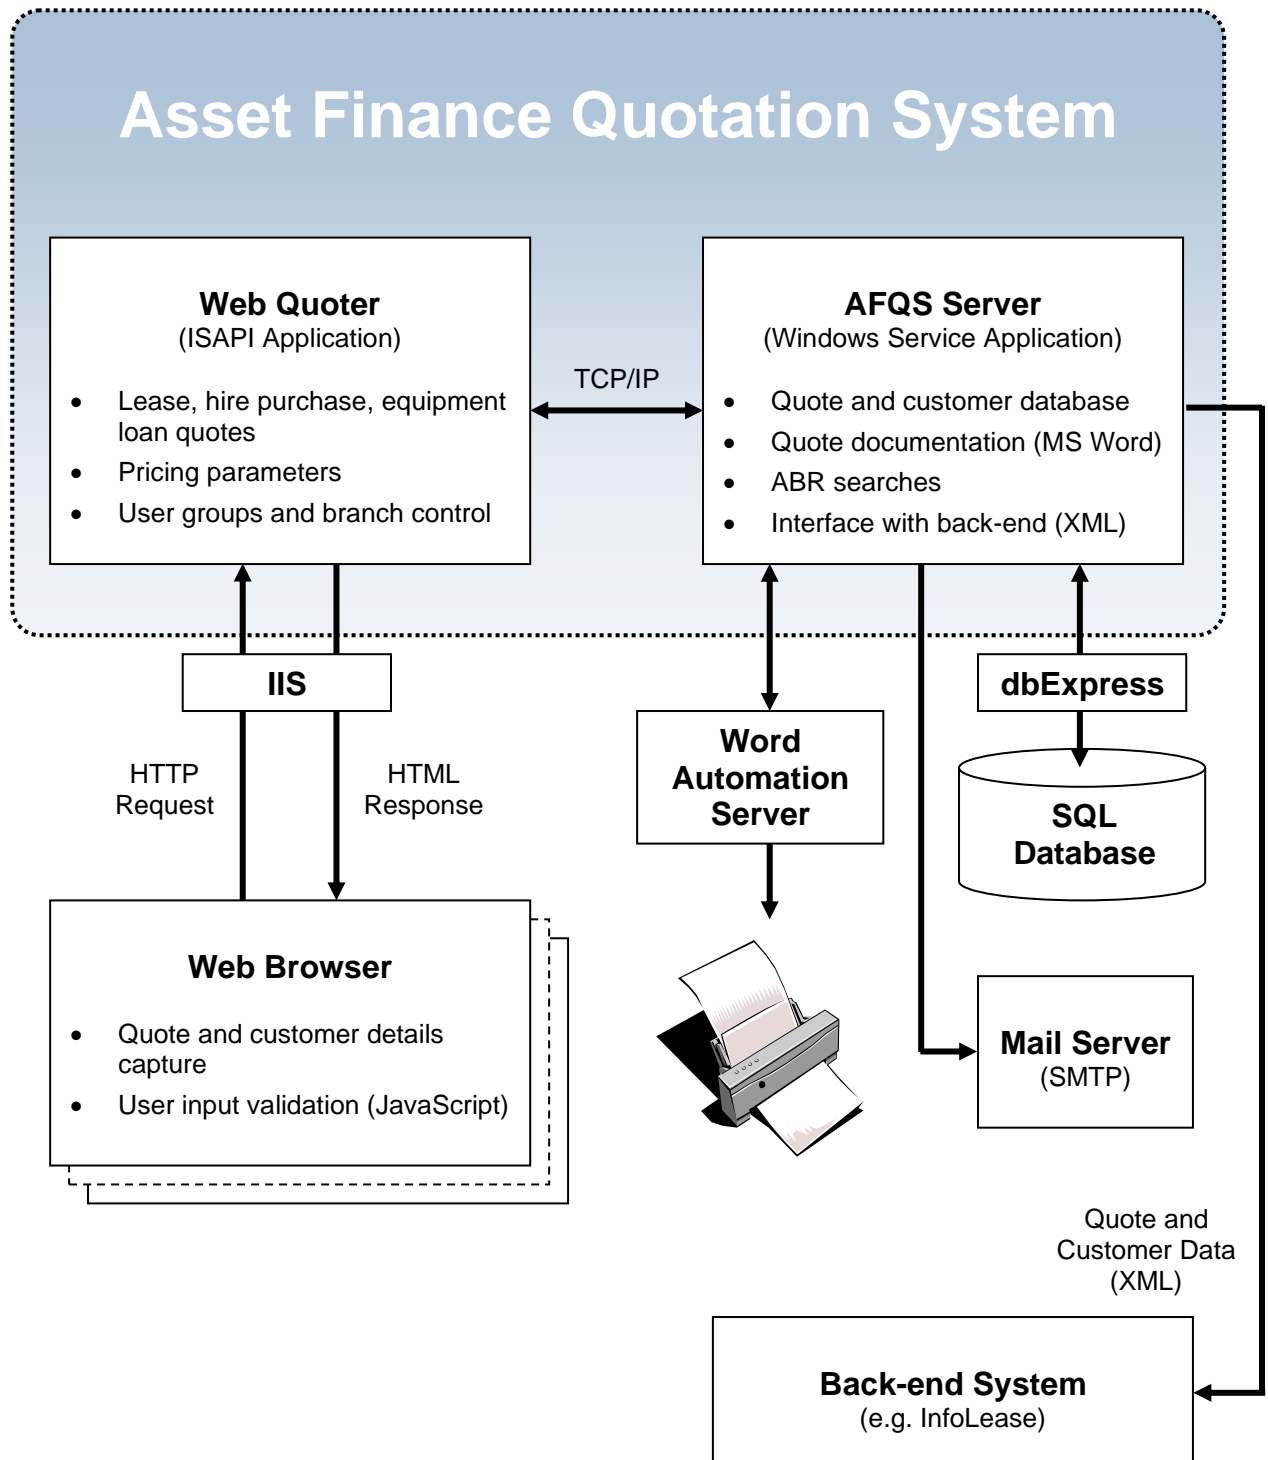 Asset Finance Quotation System
Web Quoter
(ISAPI Application)
• Lease, hire purchase, equipment
loan quotes
• Pricing parameters
• User groups and branch control
TCP/IP
AFQS Server
(Windows Service Application)
• Quote and customer database
• Quote documentation (MS Word)
• ABR searches
• Interface with back-end (XML)
IIS
dbExpress
HTTP
Request
HTML
Response
Word
Automation
Server
SQL
Database
Web Browser
• Quote and customer details
capture
• User input validation (JavaScript)
Mail Server
(SMTP)
Quote and
Customer Data
(XML)
Back-end System
(e.g. InfoLease)